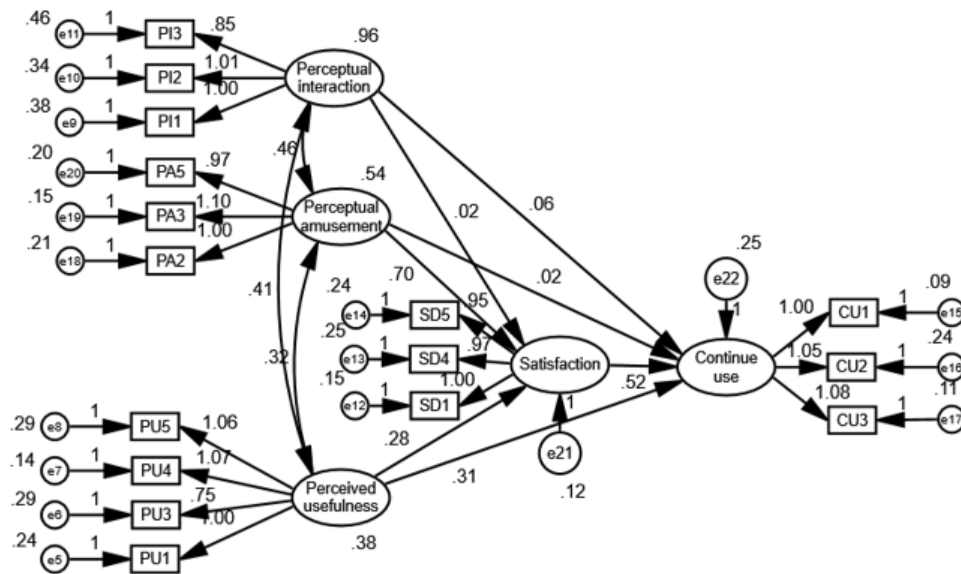 .46
e11
1
PI3
.85
.96
.34
e10
1
PI2
1.01
Perceptual
interaction
.38
e9
1
PI1
1.00
.46
.20
e20
1
PA5
.97
.54
.15
e19
1
PA3
1.10
Perceptual
amusement
.21
e18
1
PA2
1.00
.02
.06
.41
.32
.70
.02
.24
e14
1
SD5
.95
.25
e13
1
SD4
.97
Satisfaction
.15
e12
1
SD1
1.00
1
e21
.12
.25
e22
1
Continue
use
.52
1.00
CU1
1
.09
e15
1.05
CU2
1
.24
e16
1.08
CU3
1
.11
e17
.28
.31
.29
e8
1
PU5
1.06
.14
e7
1
PU4
1.07
Perceived
usefulness
.29
e6
1
PU3
.75
.38
.24
e5
1
PU1
1.00